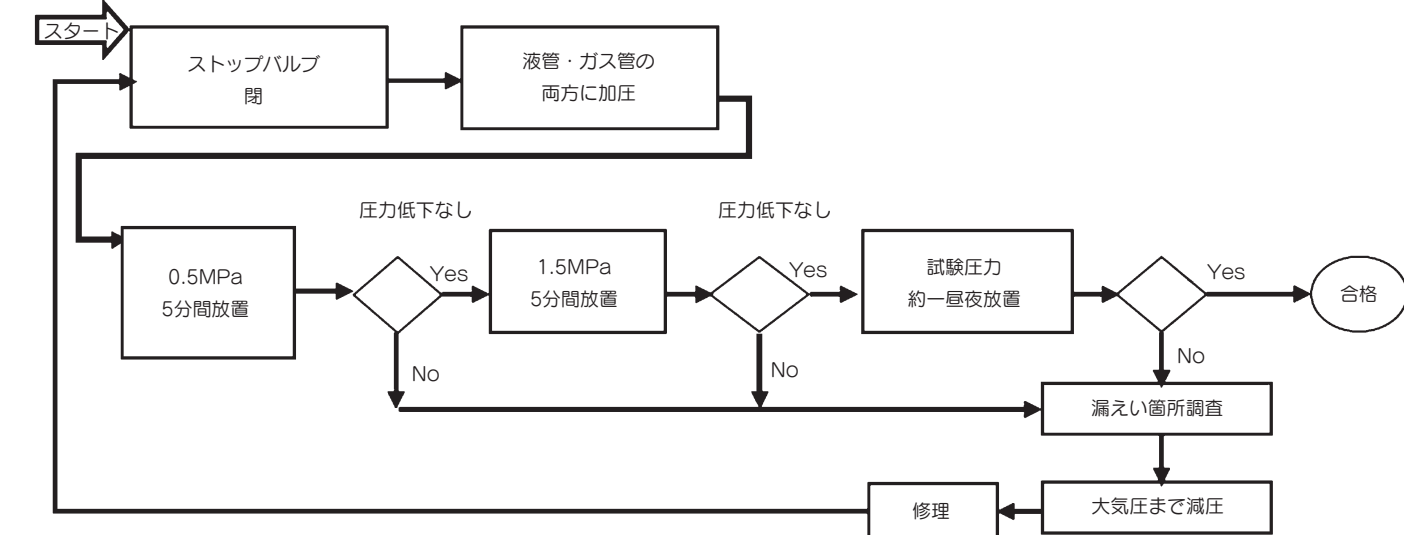 スタート
ストップバルブ
閉
液管・ガス管の
両方に加圧
圧力低下なし
圧力低下なし
0.5MPa
5分間放置
Yes
1.5MPa
5分間放置
Yes
試験圧力
約一昼夜放置
Yes
合格
No
No
No
漏えい箇所調査
大気圧まで減圧
修理